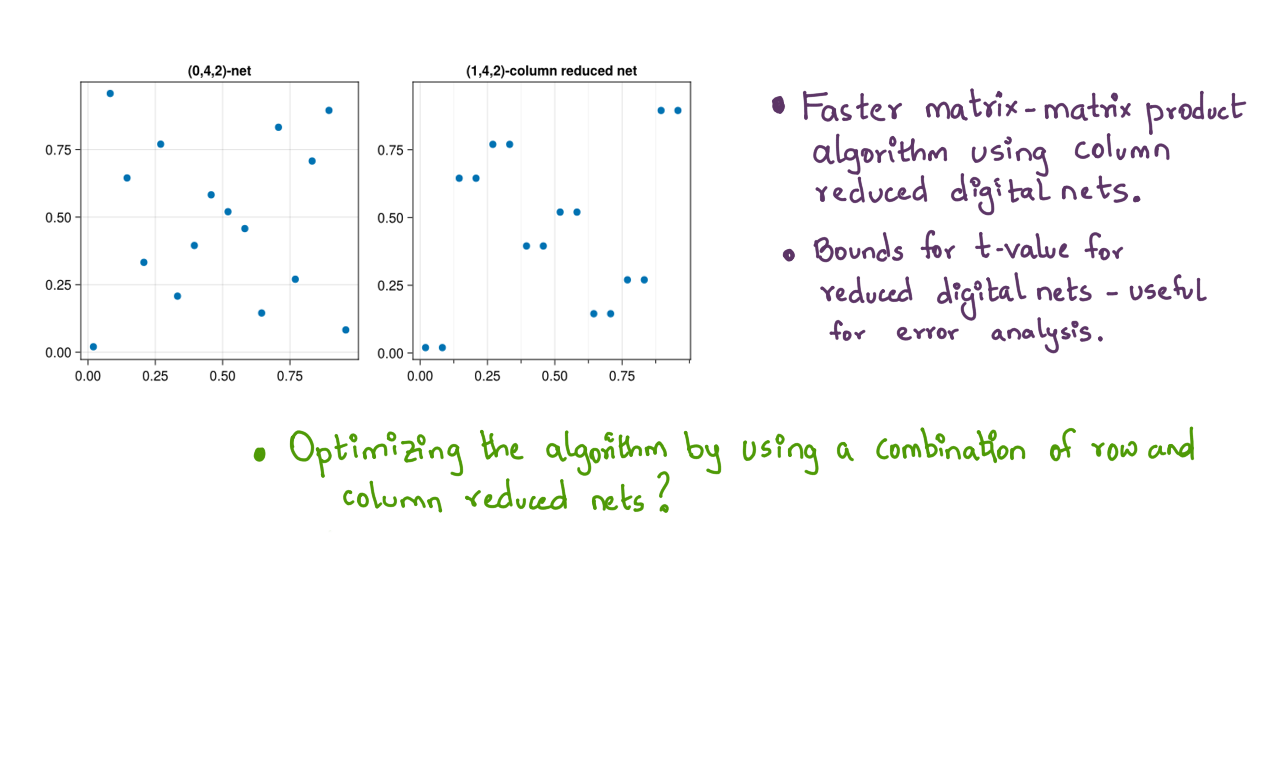 (0,4,2)-net
0.75
0.50
0.25
0.00
0.00 0.25 0.50 0.75
(1,4,2)-column reduced net
0.75
0.50
0.25
0.00
0.00 0.25 0.50 0.75
• Faster matrix-matrix product
algorithm using column
reduced digital nets.
• Bounds for t-value for
reduced digital nets - useful
for error analysis.
• Optimizing the algorithm by using a combination of row and
column reduced nets?